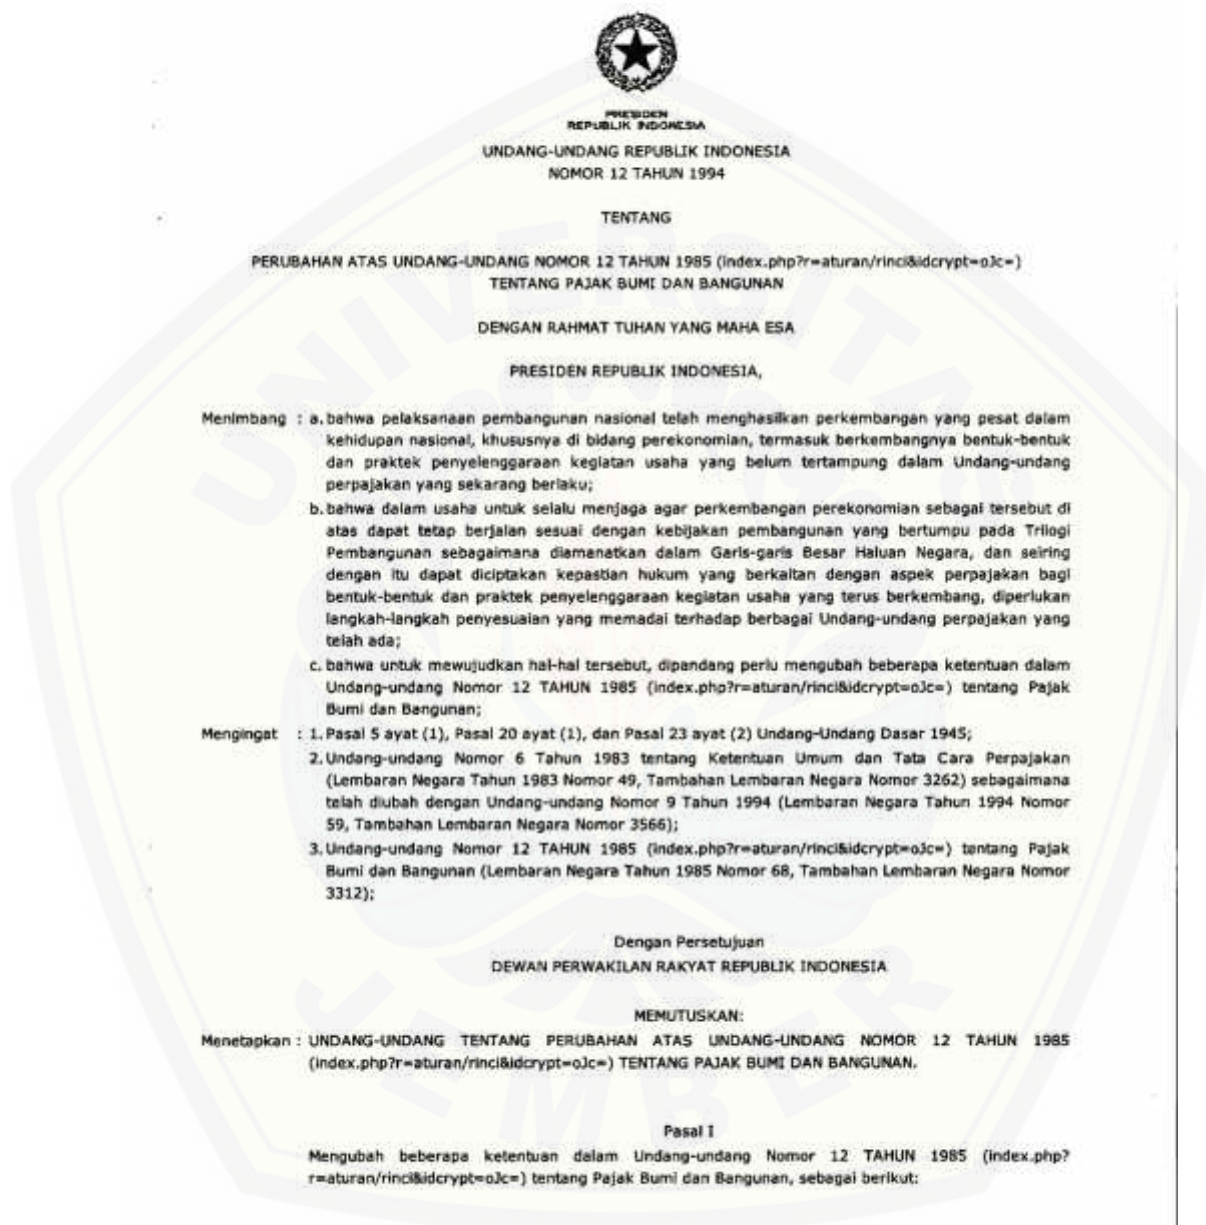 PRESIDEN
REPUBLIK INDONESIA
UNDANG-UNDANG REPUBLIK INDONESIA
NOMOR 12 TAHUN 1994
TENTANG
PERUBAHAN ATAS UNDANG-UNDANG NOMOR 12 TAHUN 1985 (index.php?r=aturan/rinci&idcrypt=oJc=)
TENTANG PAJAK BUMI DAN BANGUNAN
DENGAN RAHMAT TUHAN YANG MAHA ESA
PRESIDEN REPUBLIK INDONESIA,
Menimbang : a. bahwa pelaksanaan pembangunan nasional telah menghasilkan perkembangan yang pesat dalam
kehidupan nasional, khususnya di bidang perekonomian, termasuk berkembangnya bentuk-bentuk
dan praktek penyelenggaraan kegiatan usaha yang belum tertampung dalam Undang-undang
perpajakan yang sekarang berlaku;
b. bahwa dalam usaha untuk selalu menjaga agar perkembangan perekonomian sebagai tersebut di
atas dapat tetap berjalan sesuai dengan kebijakan pembangunan yang bertumpu pada Trilogi
Pembangunan sebagaimana diamanatkan dalam Garis-garis Besar Haluan Negara, dan seiring
dengan itu dapat diciptakan kepastian hukum yang berkaitan dengan aspek perpajakan bagi
bentuk-bentuk dan praktek penyelenggaraan kegiatan usaha yang terus berkembang, diperlukan
langkah-langkah penyesuaian yang memadai terhadap berbagai Undang-undang perpajakan yang
telah ada;
c. bahwa untuk mewujudkan hal-hal tersebut, dipandang perlu mengubah beberapa ketentuan dalam
Undang-undang Nomor 12 TAHUN 1985 (index.php?r=aturan/rinci&idcrypt=oJc=) tentang Pajak
Bumi dan Bangunan;
Mengingat : 1. Pasal 5 ayat (1), Pasal 20 ayat (1), dan Pasal 23 ayat (2) Undang-Undang Dasar 1945;
2. Undang-undang Nomor 6 Tahun 1983 tentang Ketentuan Umum dan Tata Cara Perpajakan
(Lembaran Negara Tahun 1983 Nomor 49, Tambahan Lembaran Negara Nomor 3262) sebagaimana
telah diubah dengan Undang-undang Nomor 9 Tahun 1994 (Lembaran Negara Tahun 1994 Nomor
59, Tambahan Lembaran Negara Nomor 3566);
3. Undang-undang Nomor 12 TAHUN 1985 (index.php?r=aturan/rinci&idcrypt=oJc=) tentang Pajak
Bumi dan Bangunan (Lembaran Negara Tahun 1985 Nomor 68, Tambahan Lembaran Negara Nomor
3312);
Dengan Persetujuan
DEWAN PERWAKILAN RAKYAT REPUBLIK INDONESIA
MEMUTUSKAN:
Menetapkan : UNDANG-UNDANG TENTANG PERUBAHAN ATAS UNDANG-UNDANG NOMOR 12 TAHUN 1985
(index.php?r=aturan/rinci&idcrypt=oJc=) TENTANG PAJAK BUMI DAN BANGUNAN.
Pasal I
Mengubah beberapa ketentuan dalam Undang-undang Nomor 12 TAHUN 1985 (index.php?
r=aturan/rinci&idcrypt=oJc=) tentang Pajak Bumi dan Bangunan, sebagai berikut:
UNIVERSITAS
JEMBER